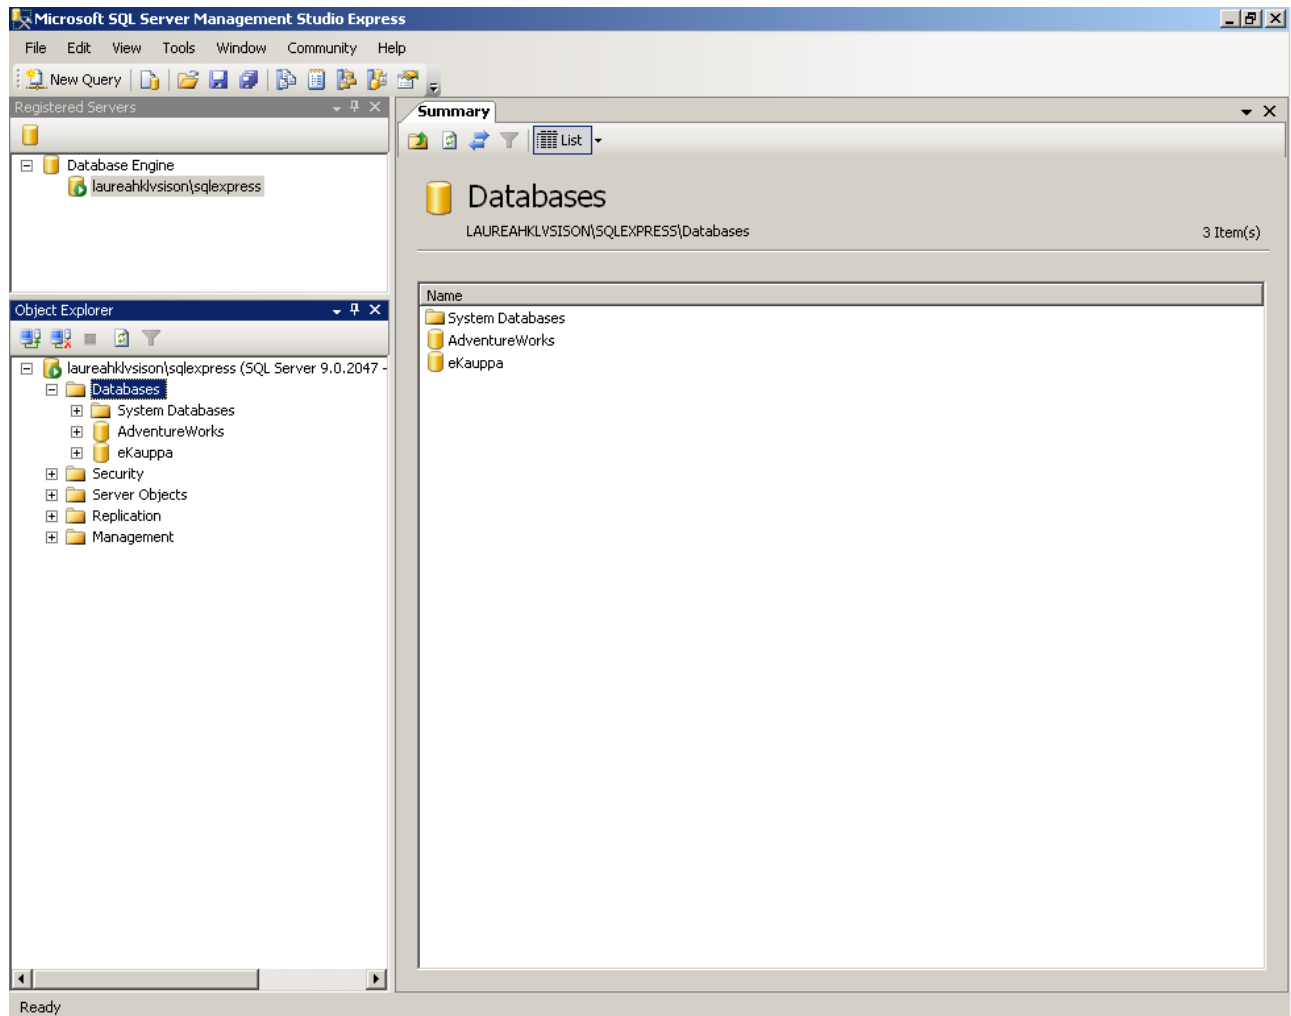 Microsoft SQL Server Management Studio Express
File Edit View Tools Window Community Help
New Query
Registered Servers
Database Engine
laureahklvsison\sqlexpress
Object Explorer
laureahklvsison\sqlexpress (SQL Server 9.0.2047 -
Databases
System Databases
AdventureWorks
eKauppa
Security
Server Objects
Replication
Management
Summary
List
Databases
LAUREAHKLVSISON\SQLEXPRESS\Databases
3 Item(s)
Name
System Databases
AdventureWorks
eKauppa
Ready